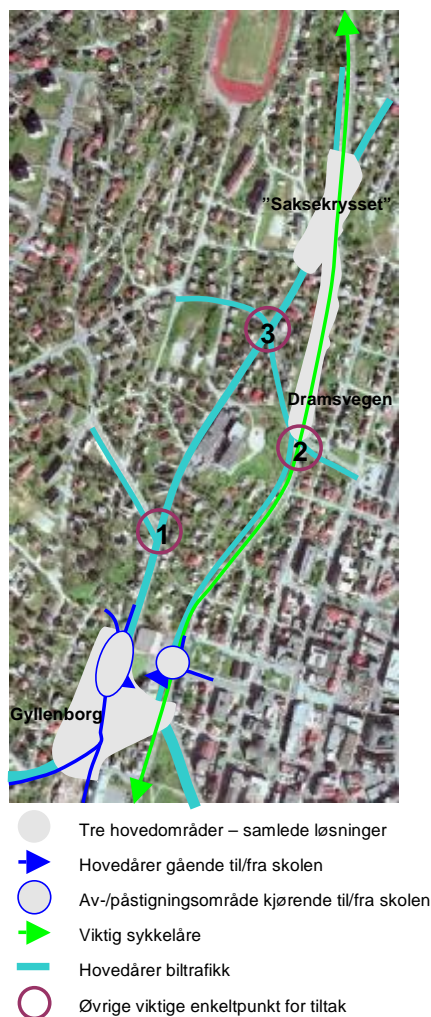 ”Saksekrysset”
3
Dramsvegen
2
1
Gyllenborg
Tre hovedområder – samlede løsninger
Hovedårer gående til/fra skolen
Av-/påstigningsområde kjørende til/fra skolen
Viktig sykkelåre
Hovedårer biltrafikk
Øvrige viktige enkeltpunkt for tiltak